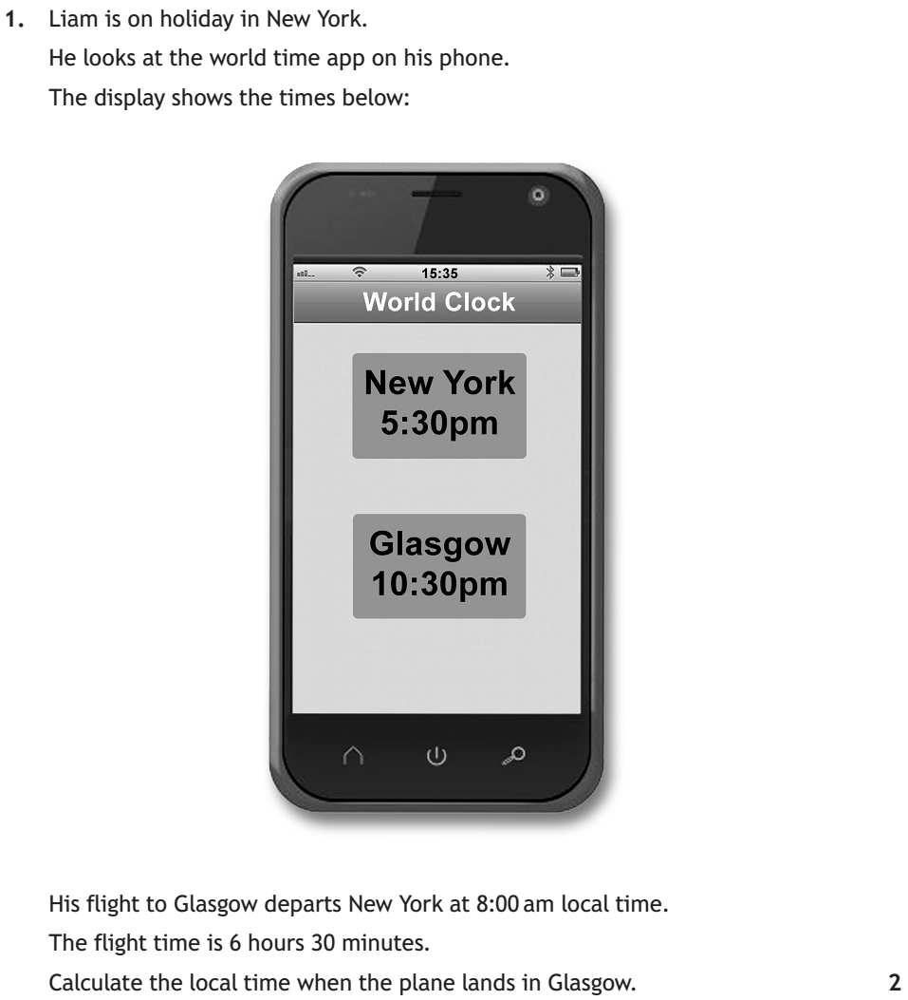 1. Liam is on holiday in New York.
He looks at the world time app on his phone.
The display shows the times below:
15:35
World Clock
New York
5:30pm
Glasgow
10:30pm
His flight to Glasgow departs New York at 8:00 am local time.
The flight time is 6 hours 30 minutes.
Calculate the local time when the plane lands in Glasgow. 2